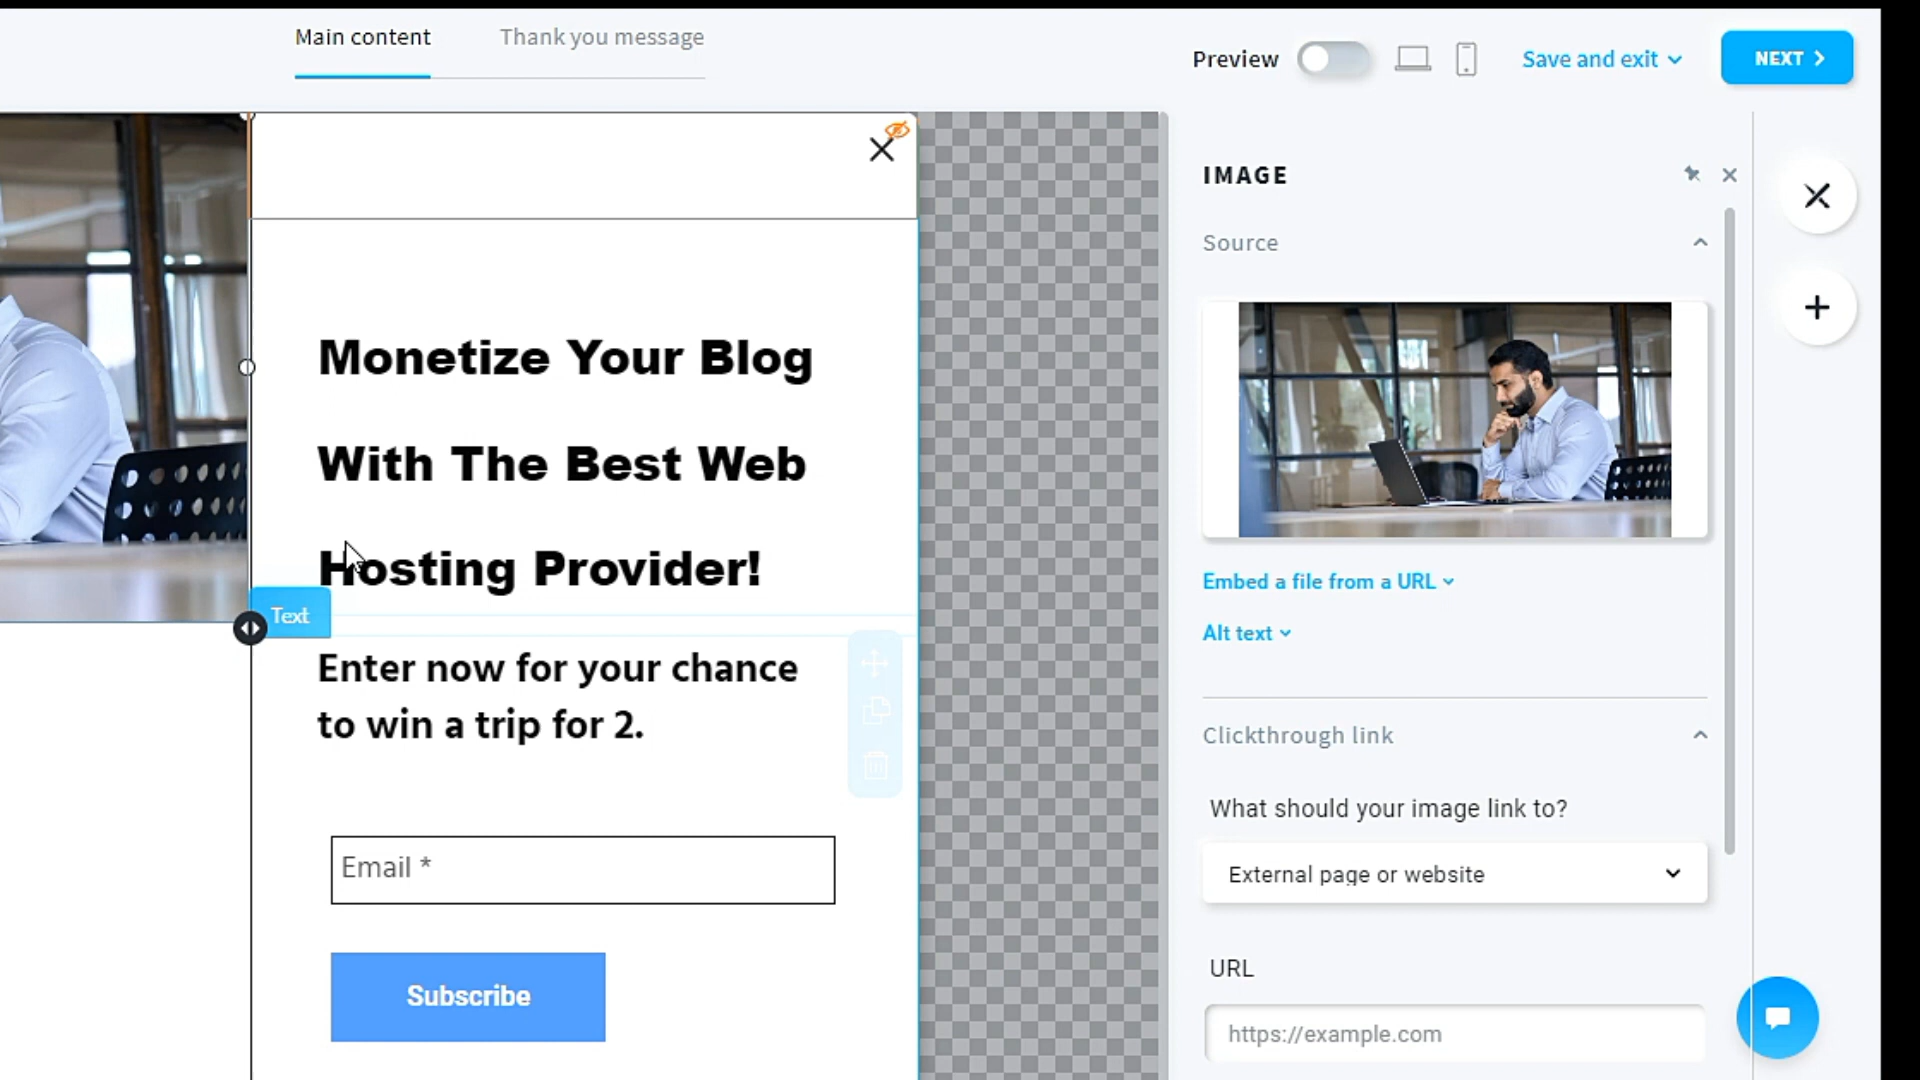 Main content
Thank you message
Preview
Save and exit
NEXT
IMAGE
Source
Monetize Your Blog
With The Best Web
Hosting Provider!
Text
Enter now for your chance
to win a trip for 2.
Email *
Subscribe
Embed a file from a URL
Alt text
Clickthrough link
What should your image link to?
External page or website
URL
https://example.com